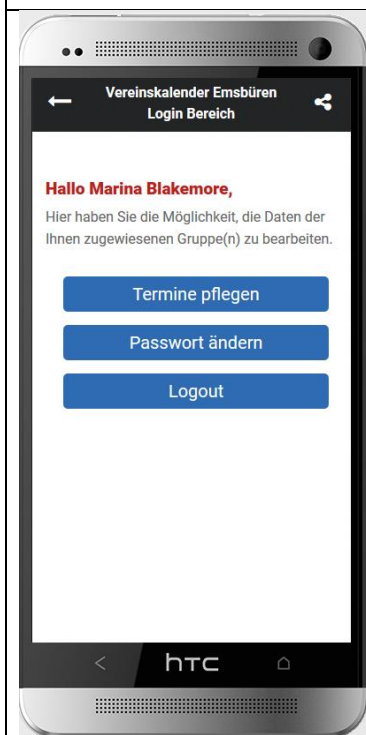 Vereinskalender Emsbüren
Login Bereich
Hallo Marina Blakemore,
Hier haben Sie die Möglichkeit, die Daten der
Ihnen zugewiesenen Gruppe(n) zu bearbeiten.
Termine pflegen
Passwort ändern
Logout
hTC